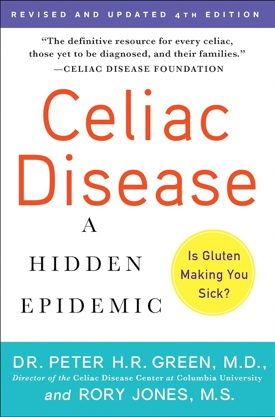 REVISED AND UPDATED 4TH EDITION
“The definitive resource for every celiac,
those yet to be diagnosed, and their families.”
—CELIAC DISEASE FOUNDATION
Celiac
Disease
A
HIDDEN
EPIDEMIC
Is Gluten
Making You
Sick?
DR. PETER H.R. GREEN, M.D.,
Director of the Celiac Disease Center at Columbia University
and RORY JONES, M.S.